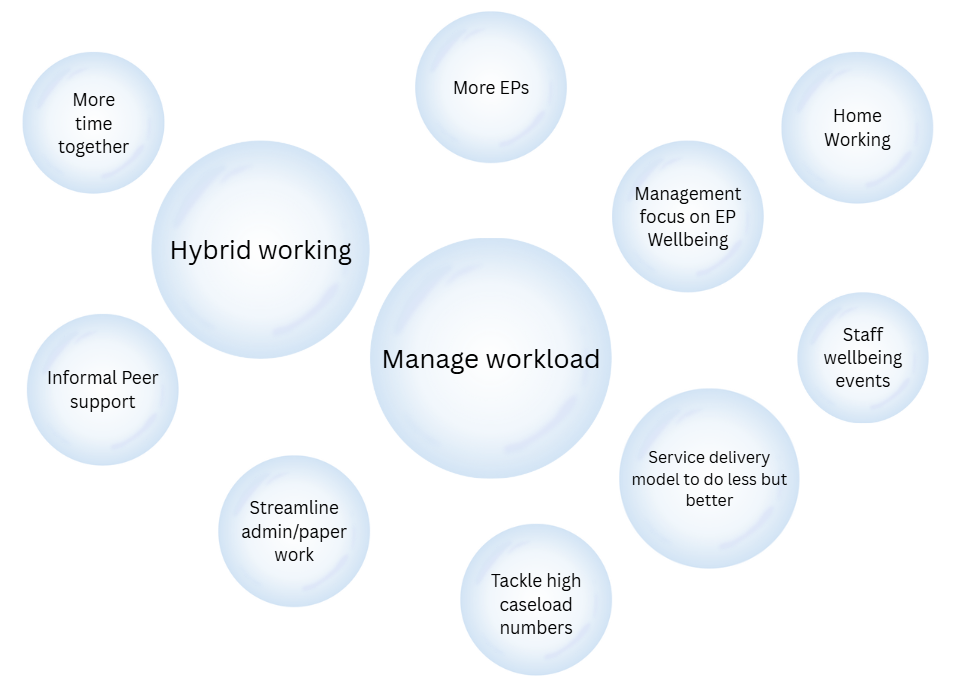 More EPs
More
time
together
Home
Working
Management
focus on EP
Wellbeing
Hybrid working
Manage workload
Staff
wellbeing
events
Informal Peer
support
Service delivery
model to do less but
better
Streamline
admin/paper
work
Tackle high
caseload
numbers